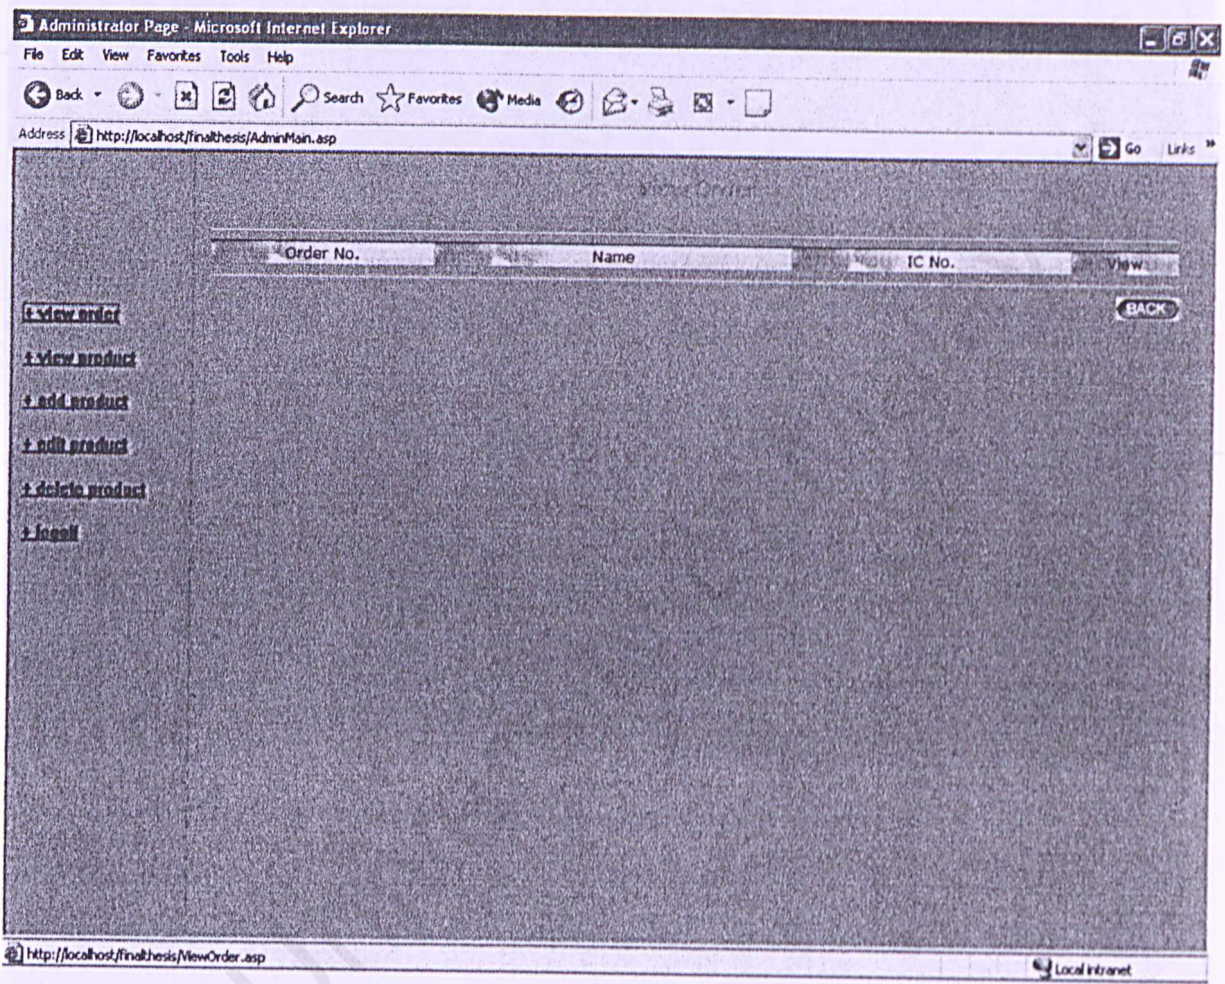 Administrator Page - Microsoft Internet Explorer
File Edit View Favorites Tools Help
Back Search Favorites Media
Address http://localhost/finalthesis/AdminMain.asp Go Links »
View Order
Order No. Name IC No. View
BACK
+ view order
+ view product
+ add product
+ edit product
+ delete product
+ logoff
http://localhost/finalthesis/ViewOrder.asp Local intranet